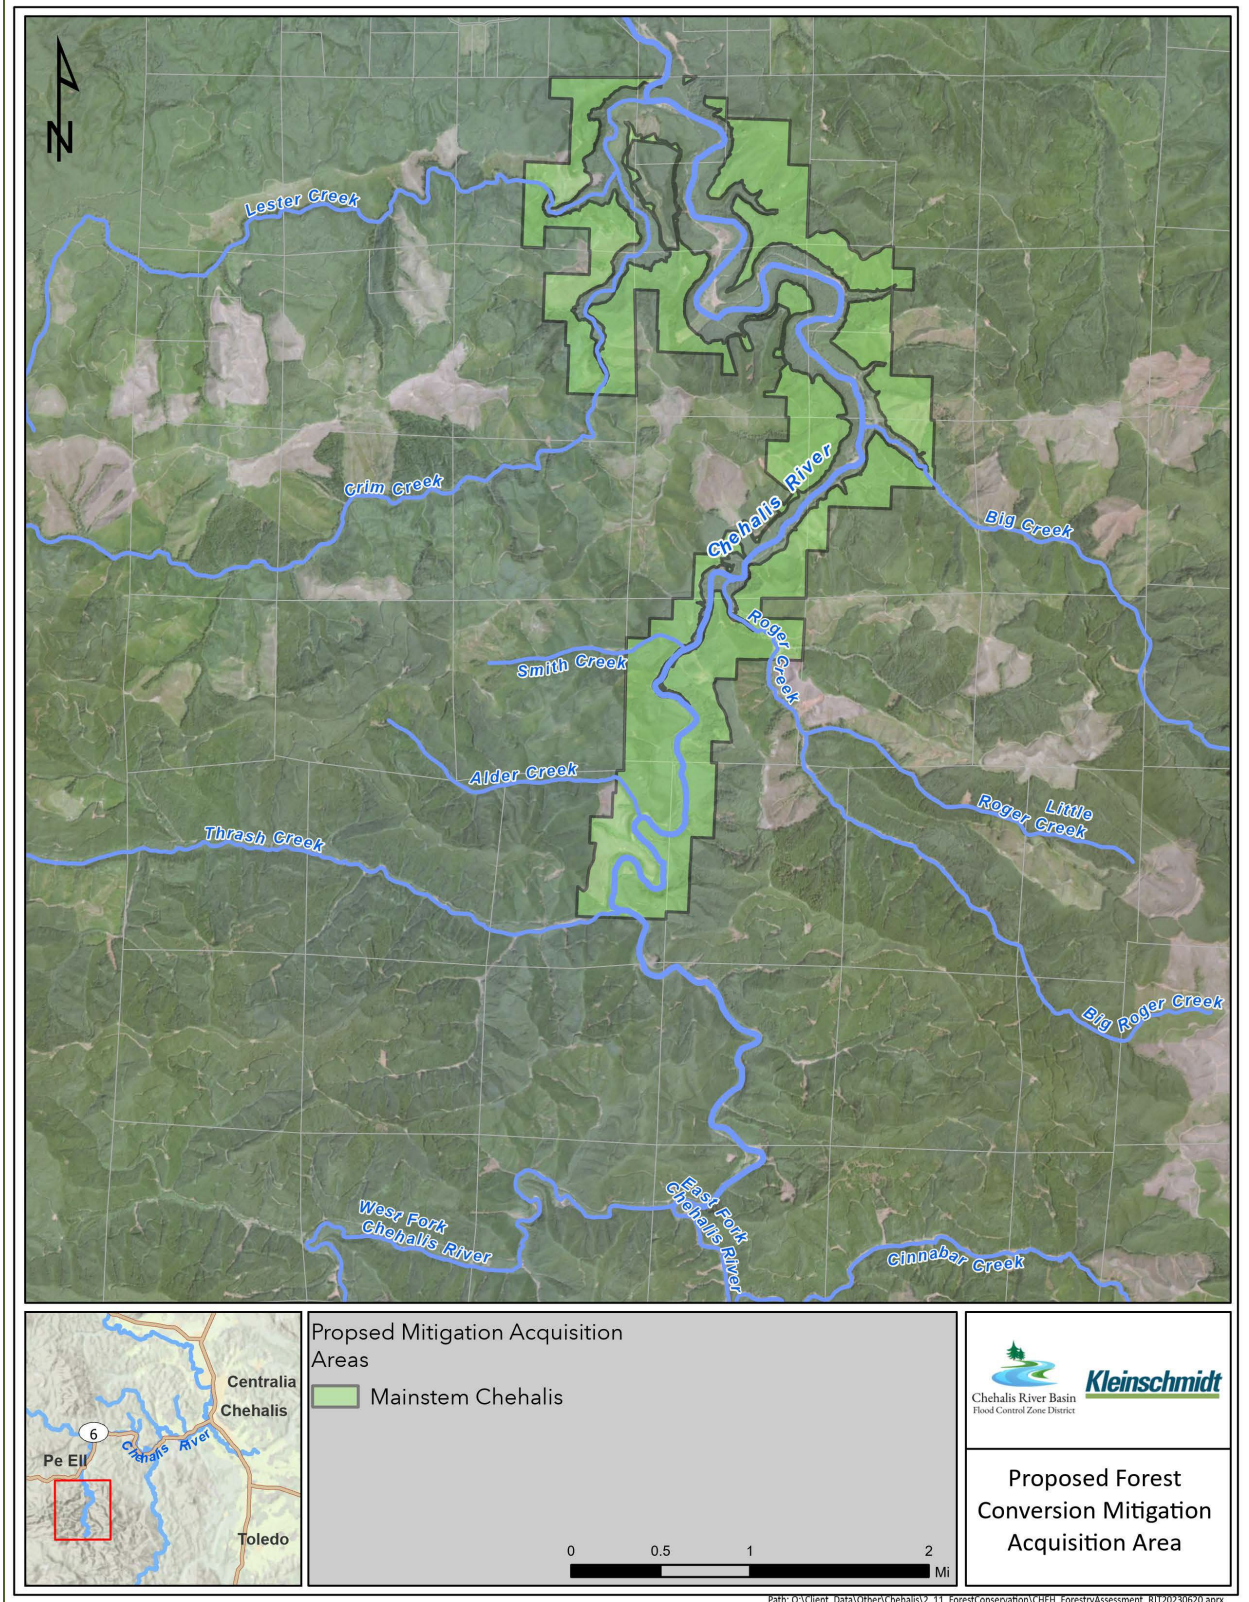 N
Lester Creek
Crim Creek
Chehalis River
Big Creek
Roger
Creek
Smith Creek
Alder Creek
Little
Roger Creek
Thrash Creek
Big Roger Creek
East Fork
Chehalis River
West Fork
Chehalis River
Cinnabar Creek
Centralia
Chehalis
6
Chehalis River
Pe Ell
Toledo
Propsed Mitigation Acquisition
Areas
Mainstem Chehalis
0 0.5 1 2
Mi
Chehalis River Basin
Flood Control Zone District
Kleinschmidt
Proposed Forest
Conversion Mitigation
Acquisition Area